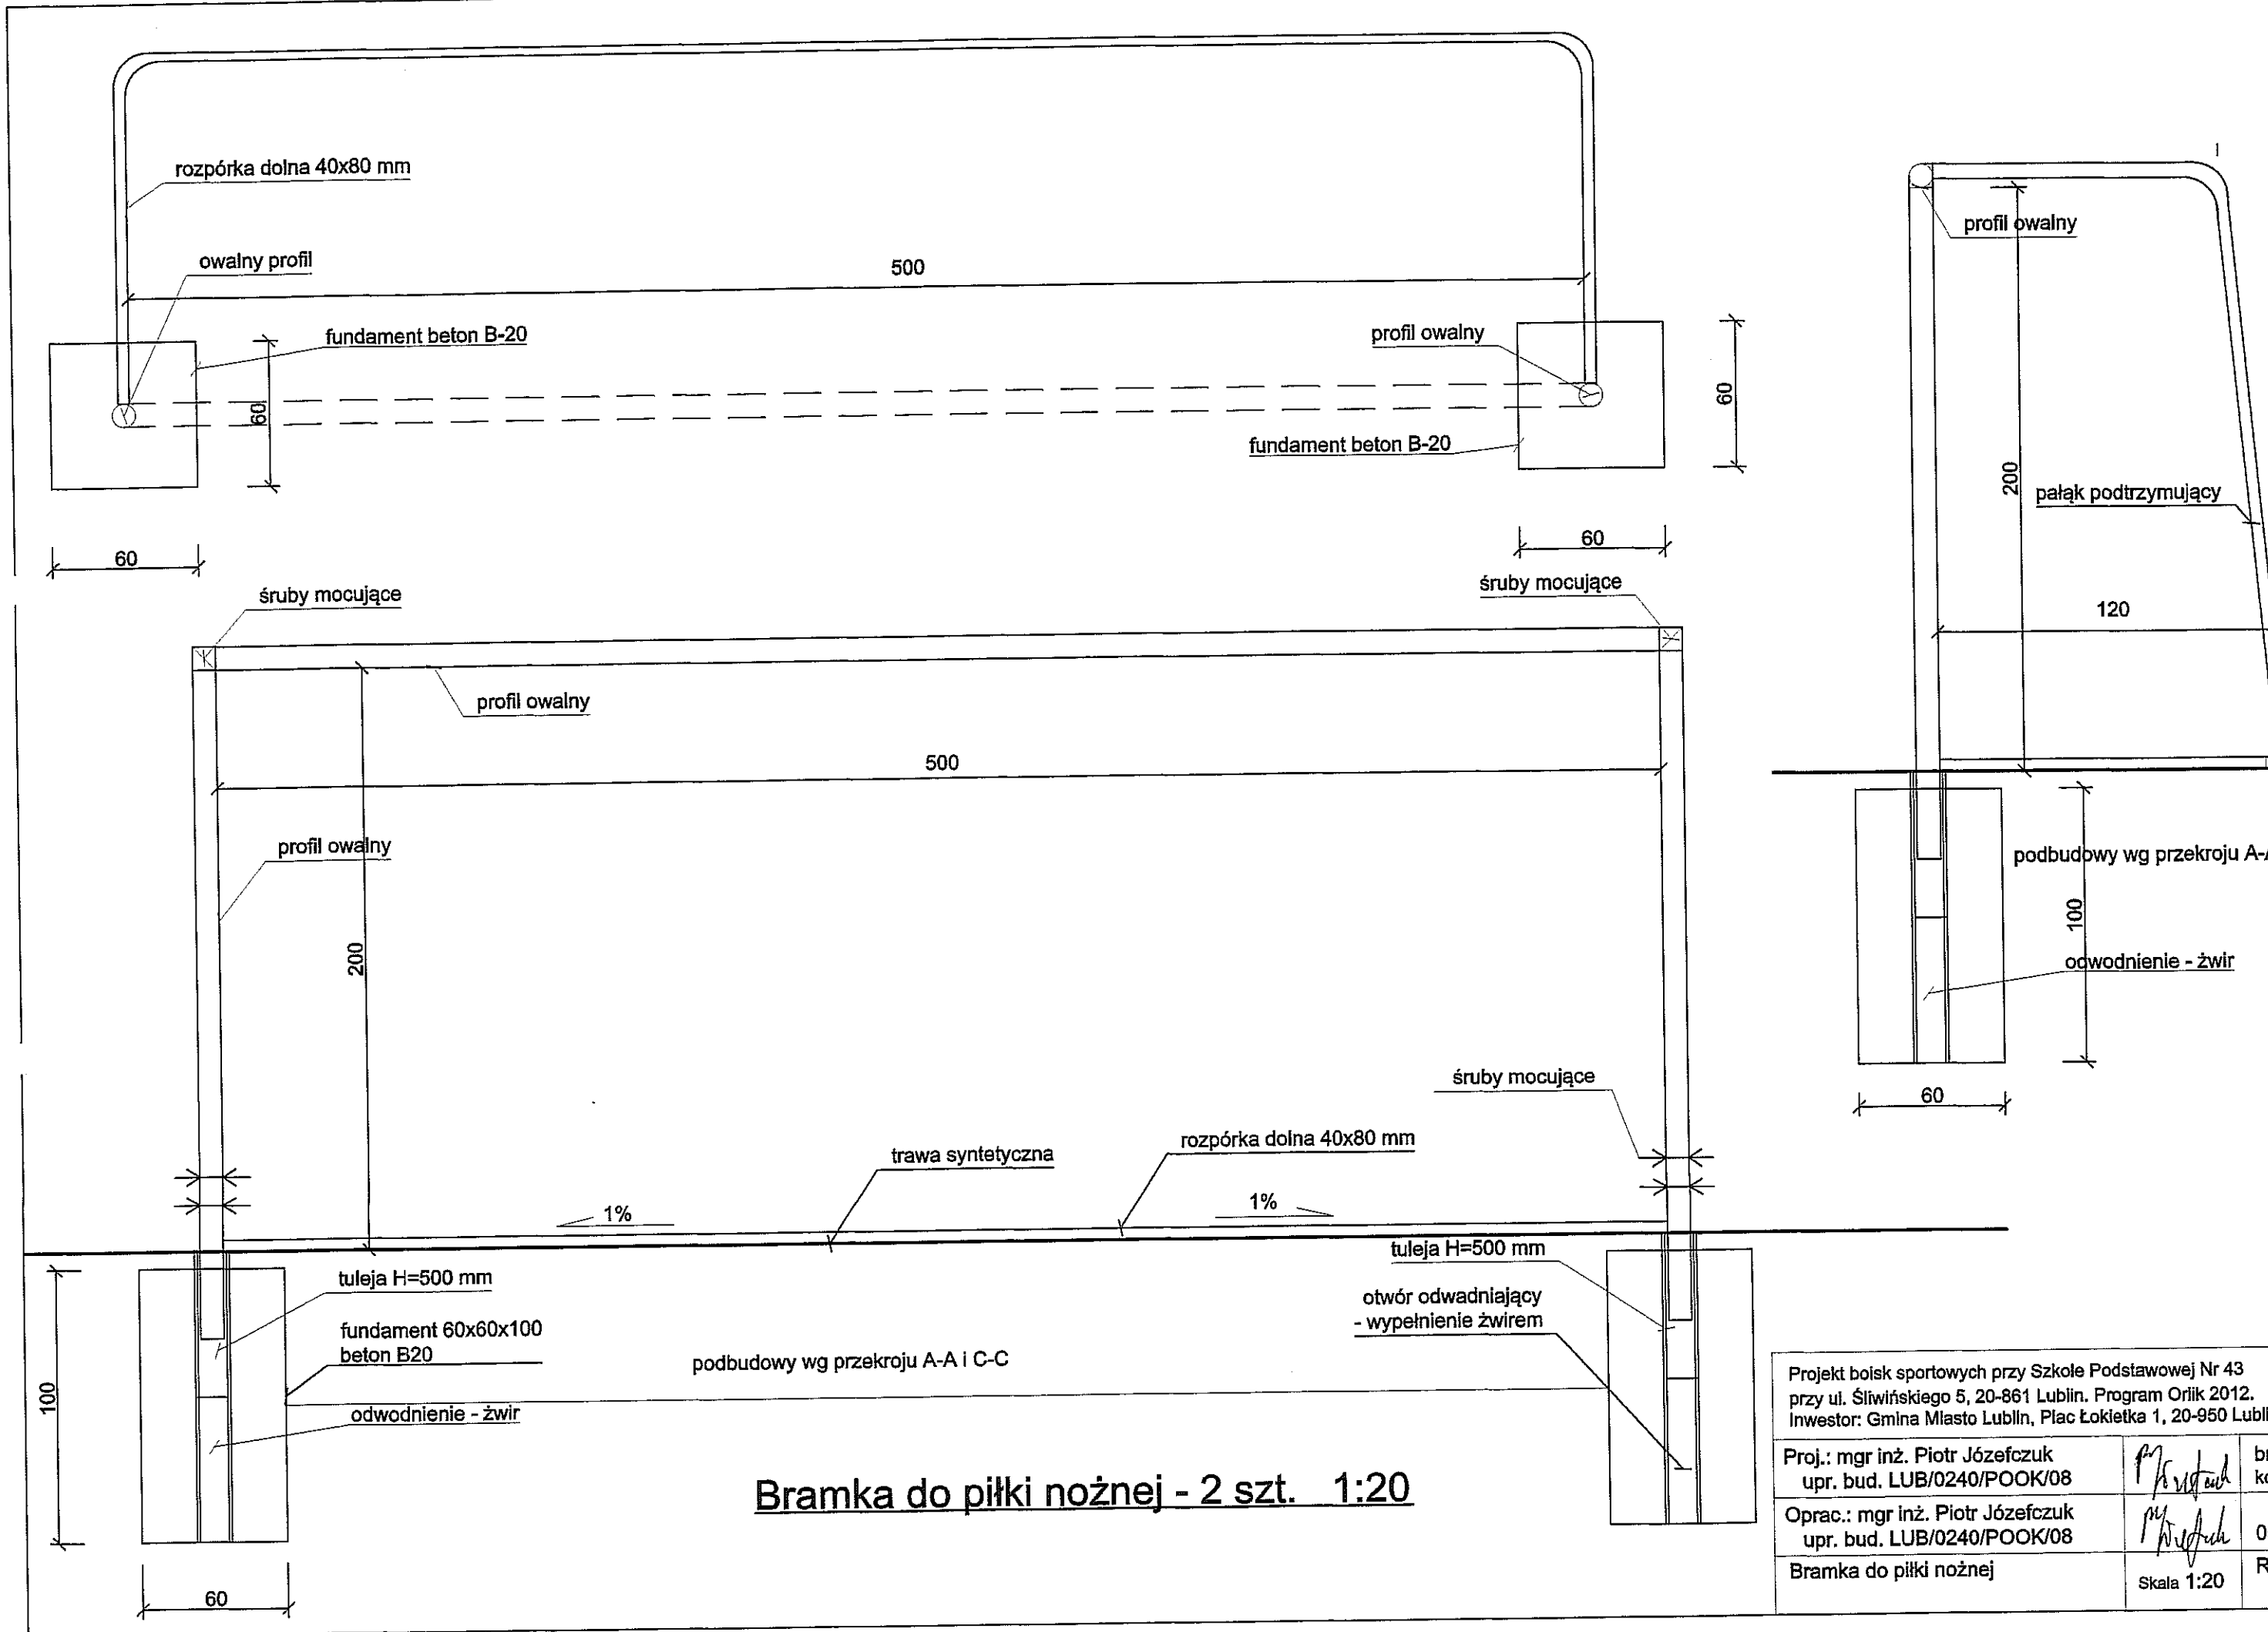 rozpórka dolna 40x80 mm
owalny profil
500
fundament beton B-20
60
60
profil owalny
60
fundament beton B-20
60
profil owalny
200
pałąk podtrzymujący
120
podbudowy wg przekroju A-A
100
odwodnienie - żwir
60
śruby mocujące
śruby mocujące
profil owalny
500
profil owalny
200
śruby mocujące
trawa syntetyczna
rozpórka dolna 40x80 mm
1%
1%
tuleja H=500 mm
fundament 60x60x100
beton B20
odwodnienie - żwir
podbudowy wg przekroju A-A i C-C
tuleja H=500 mm
otwór odwadniający
- wypełnienie żwirem
100
60
Bramka do piłki nożnej - 2 szt. 1:20
Projekt boisk sportowych przy Szkole Podstawowej Nr 43
przy ul. Śliwińskiego 5, 20-861 Lublin. Program Orlik 2012.
Inwestor: Gmina Miasto Lublin, Plac Łokietka 1, 20-950 Lubli
Proj.: mgr inż. Piotr Józefczuk
upr. bud. LUB/0240/POOK/08
Oprac.: mgr inż. Piotr Józefczuk
upr. bud. LUB/0240/POOK/08
Bramka do piłki nożnej
Skala 1:20